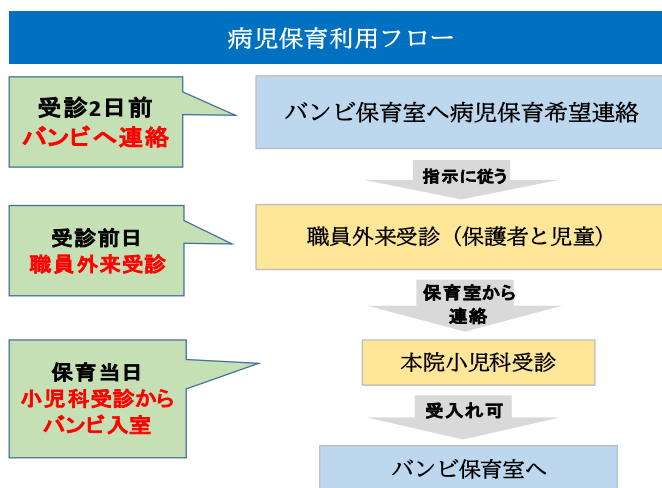 病児保育利用フロー
受診2日前
バンビへ連絡
バンビ保育室へ病児保育希望連絡
指示に従う
受診前日
職員外来受診
職員外来受診（保護者と児童）
保育室から
連絡
保育当日
小児科受診から
バンビ入室
本院小児科受診
受入れ可
バンビ保育室へ